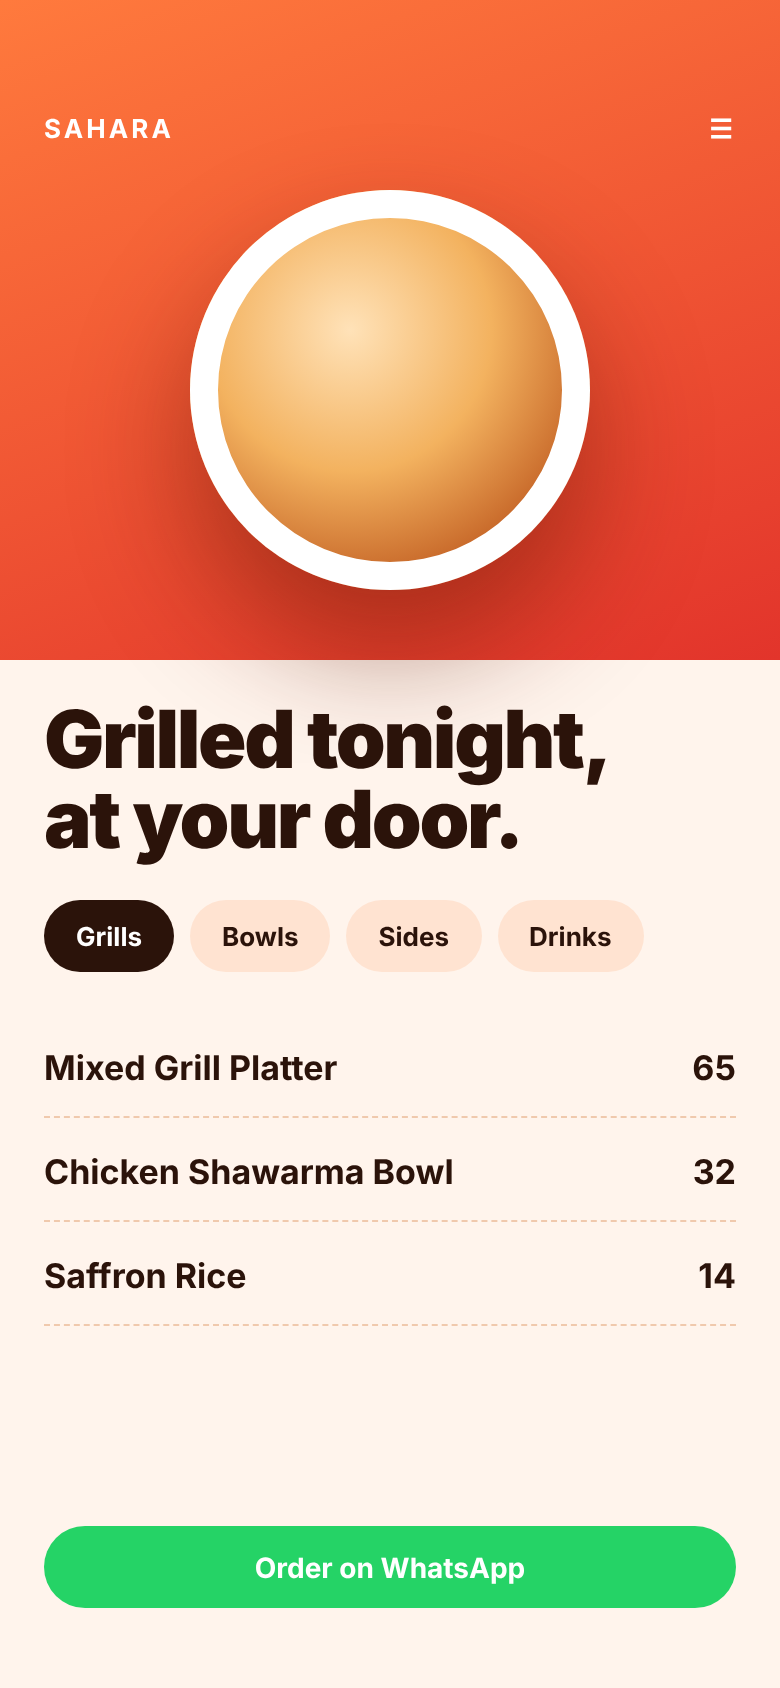 SAHARA
Grilled tonight,
at your door.
Grills Bowls Sides Drinks
Mixed Grill Platter 65
Chicken Shawarma Bowl 32
Saffron Rice 14
Order on WhatsApp